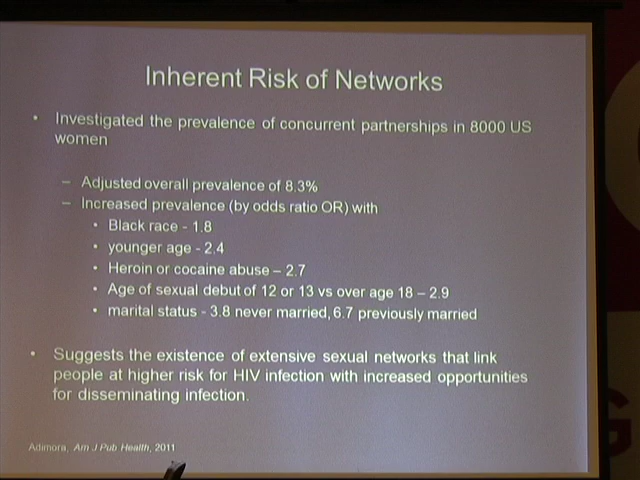 Inherent Risk of Networks
• Investigated the prevalence of concurrent partnerships in 8000 US
women
– Adjusted overall prevalence of 8.3%
– Increased prevalence (by odds ratio OR) with
• Black race - 1.8
• younger age - 2.4
• Heroin or cocaine abuse – 2.7
• Age of sexual debut of 12 or 13 vs over age 18 – 2.9
• marital status - 3.8 never married, 6.7 previously married
• Suggests the existence of extensive sexual networks that link
people at higher risk for HIV infection with increased opportunities
for disseminating infection.
Adimora, Am J Pub Health, 2011
G